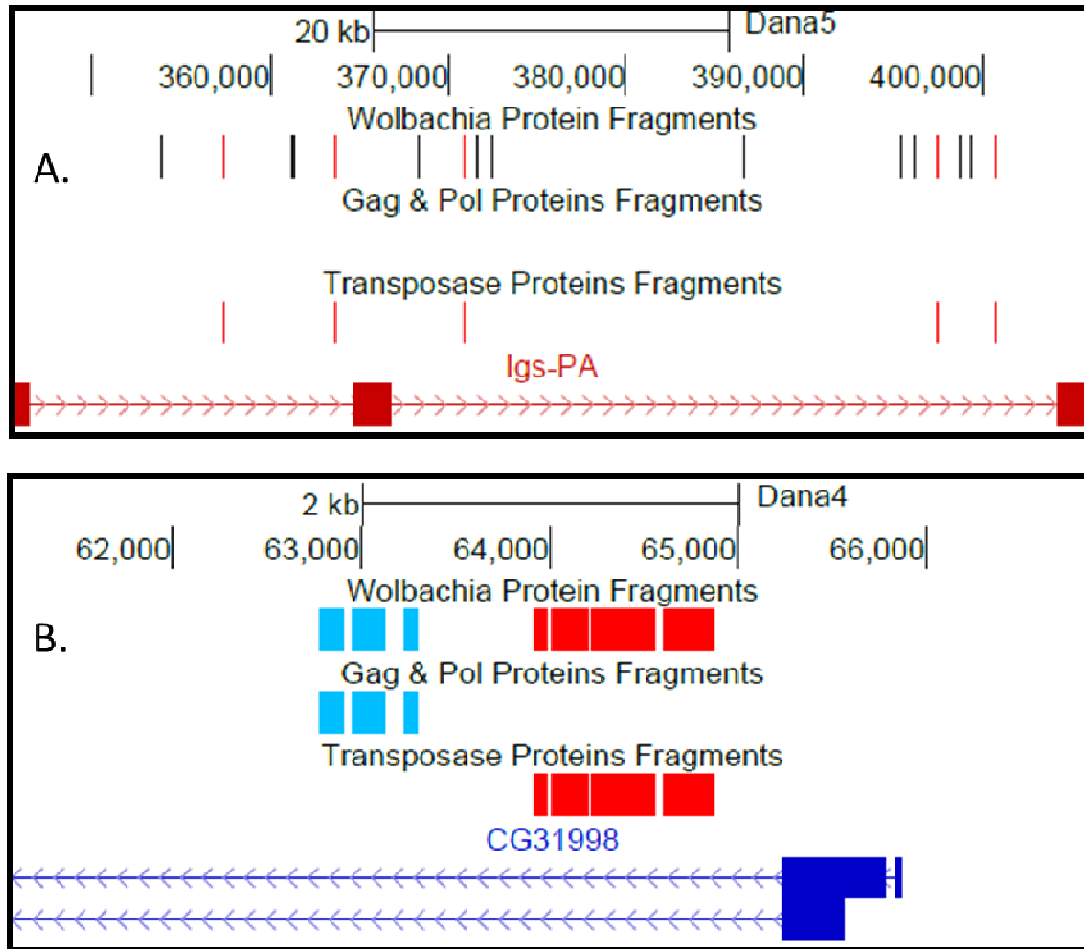 20 kb Dana5
360,000 370,000 380,000 390,000 400,000
Wolbachia Protein Fragments
A.
Gag & Pol Proteins Fragments
Transposase Proteins Fragments
lgs-PA
2 kb Dana4
62,000 63,000 64,000 65,000 66,000
Wolbachia Protein Fragments
B.
Gag & Pol Proteins Fragments
Transposase Proteins Fragments
CG31998